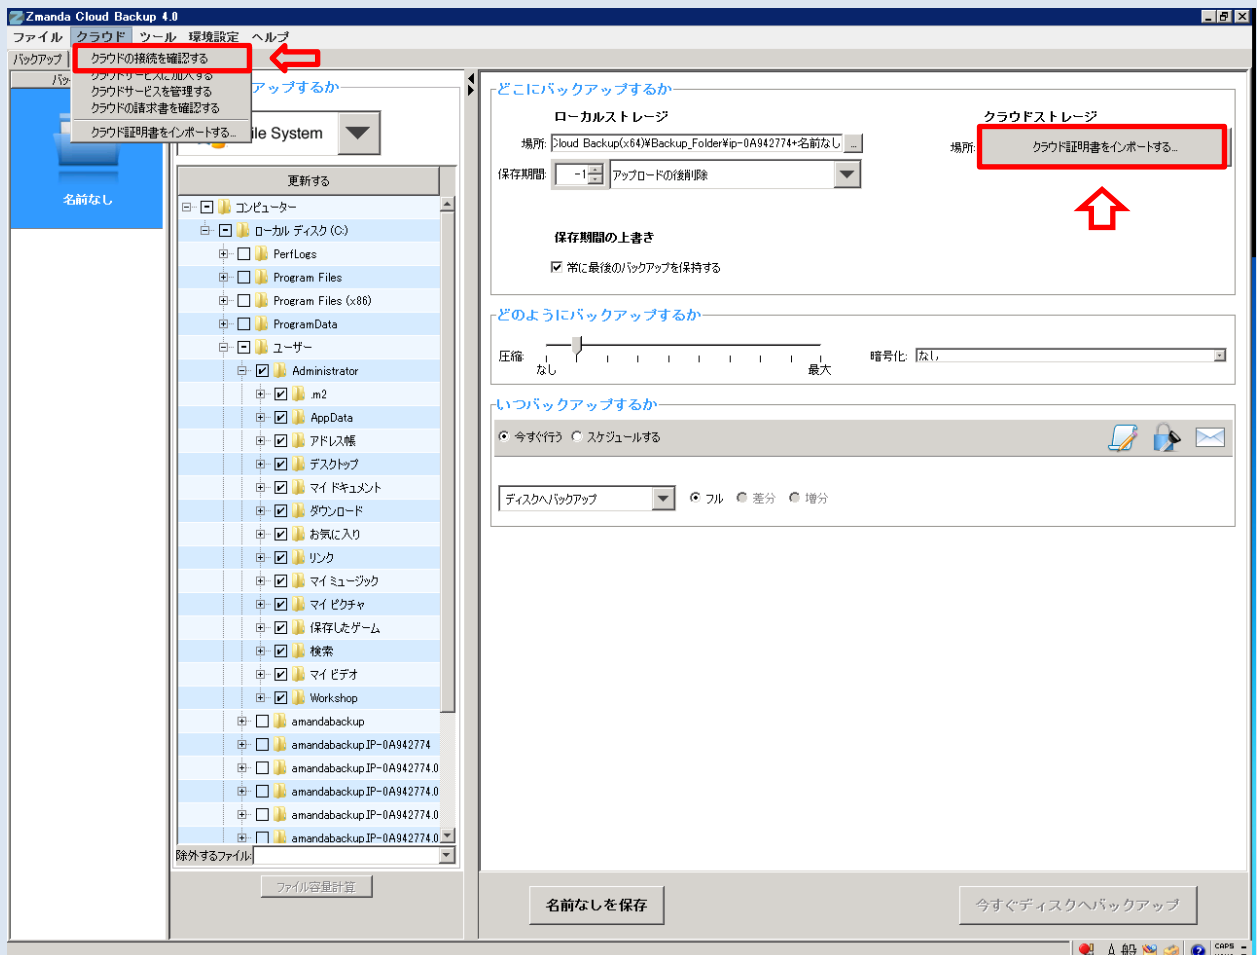 Zmanda Cloud Backup 4.0
ファイル クラウド ツール 環境設定 ヘルプ
バックアップ
クラウドの接続を確認する
クラウドサービスに加入する
クラウドサービスを管理する
クラウドの請求書を確認する
クラウド証明書をインポートする...
名前なし
アップするか
ile System
更新する
コンピューター
ローカル ディスク (C:)
PerfLogs
Program Files
Program Files (x86)
ProgramData
ユーザー
Administrator
.m2
AppData
アドレス帳
デスクトップ
マイ ドキュメント
ダウンロード
お気に入り
リンク
マイ ミュージック
マイ ピクチャ
保存したゲーム
検索
マイ ビデオ
Workshop
amandabackup
amandabackup.IP-0A942774
amandabackup.IP-0A942774.0
amandabackup.IP-0A942774.0
amandabackup.IP-0A942774.0
amandabackup.IP-0A942774.0
除外するファイル:
ファイル容量計算
どこにバックアップするか
ローカルストレージ
場所: Cloud Backup(x64)¥Backup_Folder¥ip-0A942774+名前なし ...
保存期間: -1 アップロードの後削除
保存期間の上書き
常に最後のバックアップを保持する
クラウドストレージ
場所: クラウド証明書をインポートする...
どのようにバックアップするか
圧縮:
なし 最大
暗号化: なし
いつバックアップするか
今すぐ行う スケジュールする
ディスクへバックアップ フル 差分 増分
名前なしを保存
今すぐディスクへバックアップ
A 般 CAPS